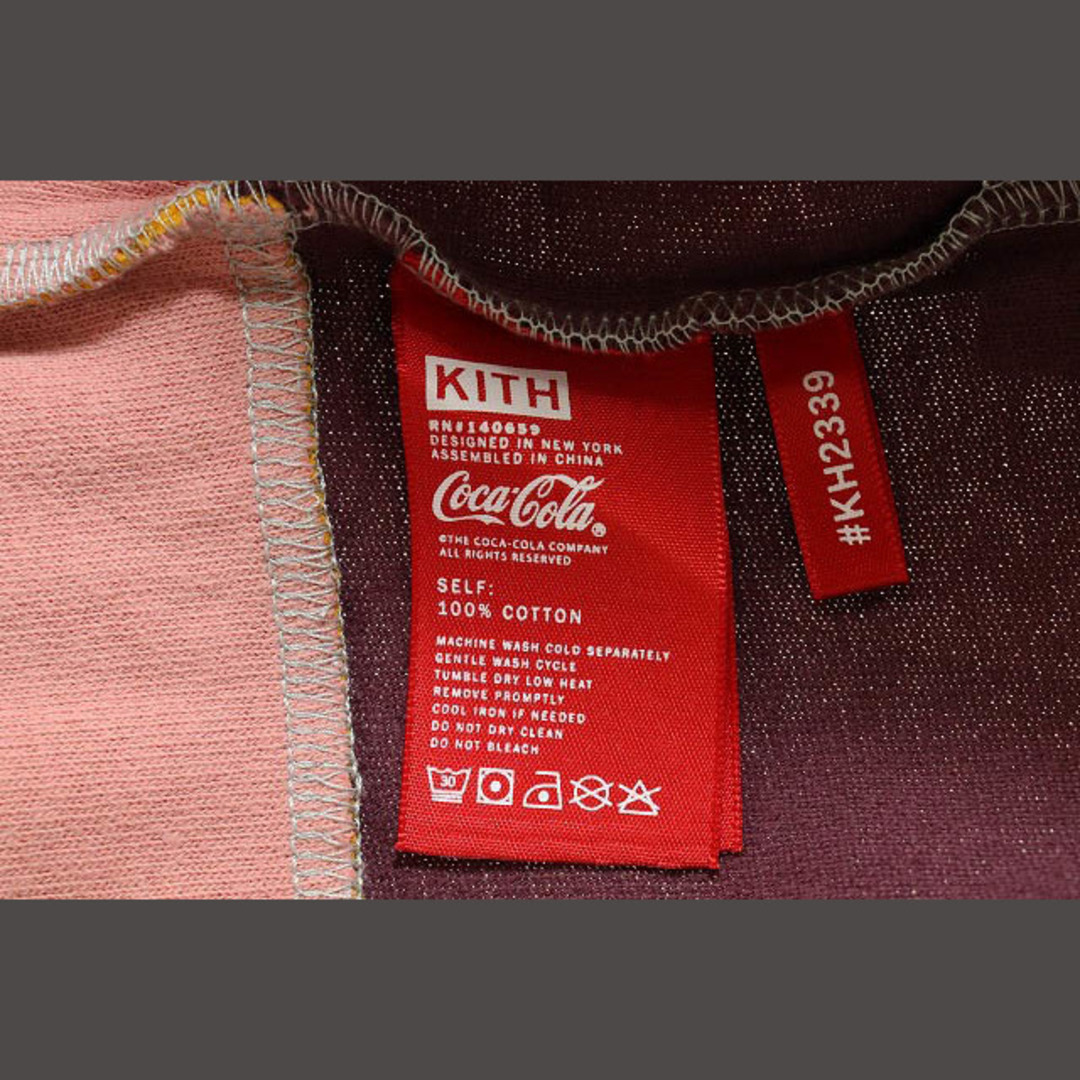 KITH
RN#140659
DESIGNED IN NEW YORK
ASSEMBLED IN CHINA
Coca-Cola®
©THE COCA-COLA COMPANY
ALL RIGHTS RESERVED
SELF:
100% COTTON
MACHINE WASH COLD SEPARATELY
GENTLE WASH CYCLE
TUMBLE DRY LOW HEAT
REMOVE PROMPTLY
COOL IRON IF NEEDED
DO NOT DRY CLEAN
DO NOT BLEACH
30
#KH2339